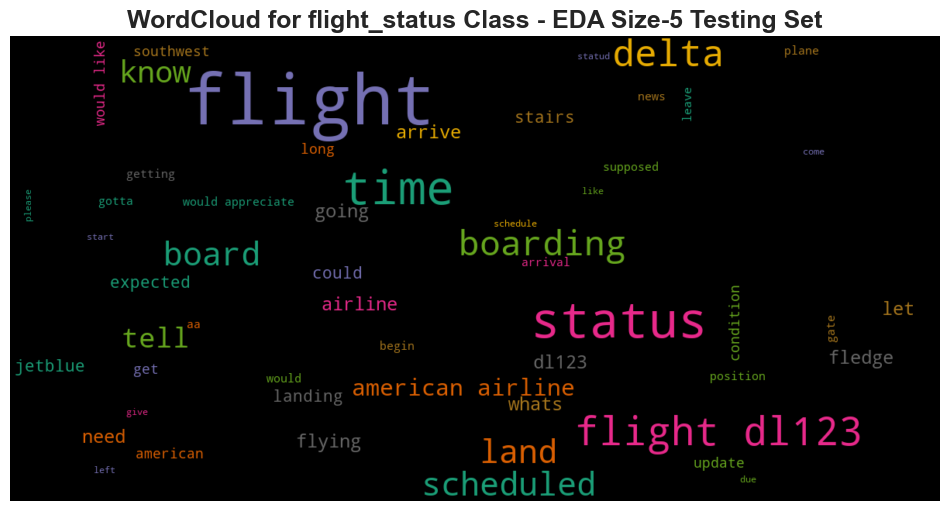 WordCloud for flight_status Class - EDA Size-5 Testing Set
would like
southwest
know
flight
statud
delta
plane
news
leave
stairs
arrive
long
come
supposed
getting
like
please
gotta
would appreciate
time
going
schedule
start
boarding
board
arrival
could
expected
airline
status
condition
let
aa
tell
gate
begin
dl123
fledge
jetblue
get
would
position
landing
american airline
whats
give
need
flying
flight dl123
american
land
update
left
scheduled
due